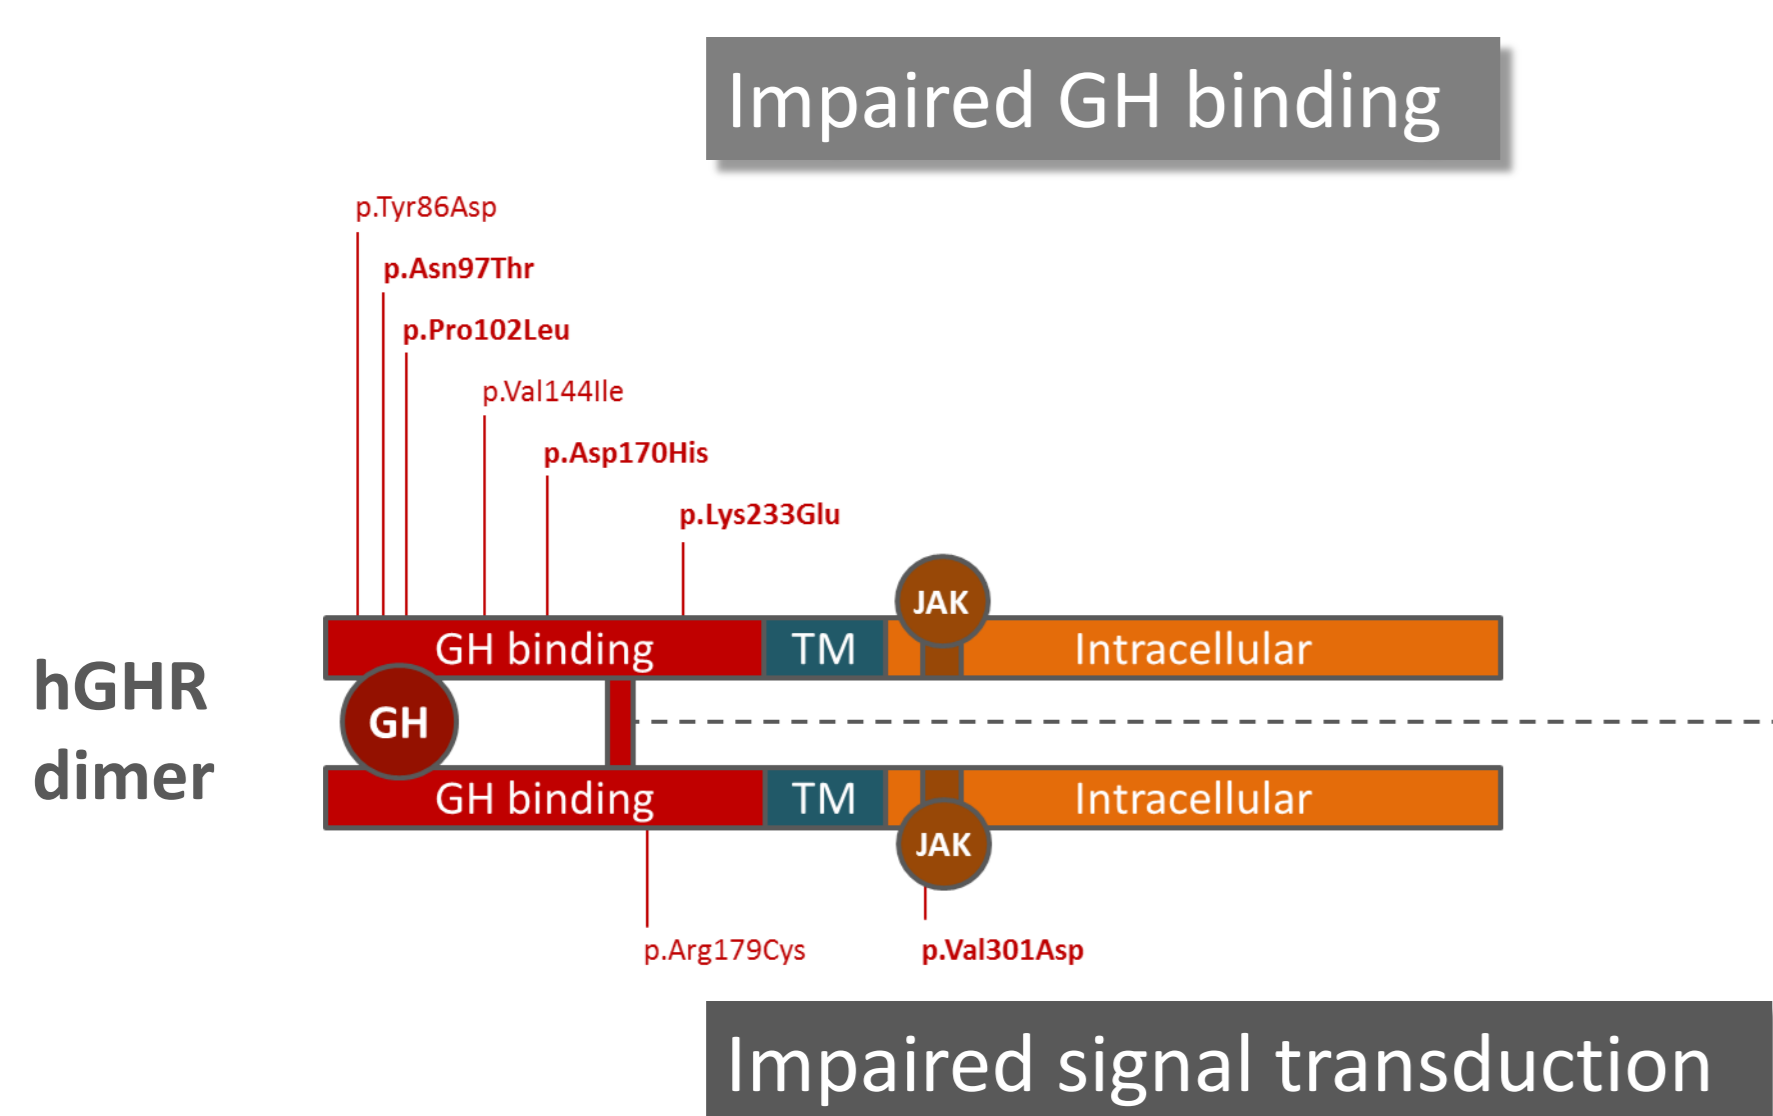 Impaired GH binding
p.Tyr86Asp
p.Asn97Thr
p.Pro102Leu
p.Val144Ile
p.Asp170His
p.Lys233Glu
JAK
GH binding TM Intracellular
hGHR
dimer
GH
GH binding TM Intracellular
JAK
p.Arg179Cys p.Val301Asp
Impaired signal transduction